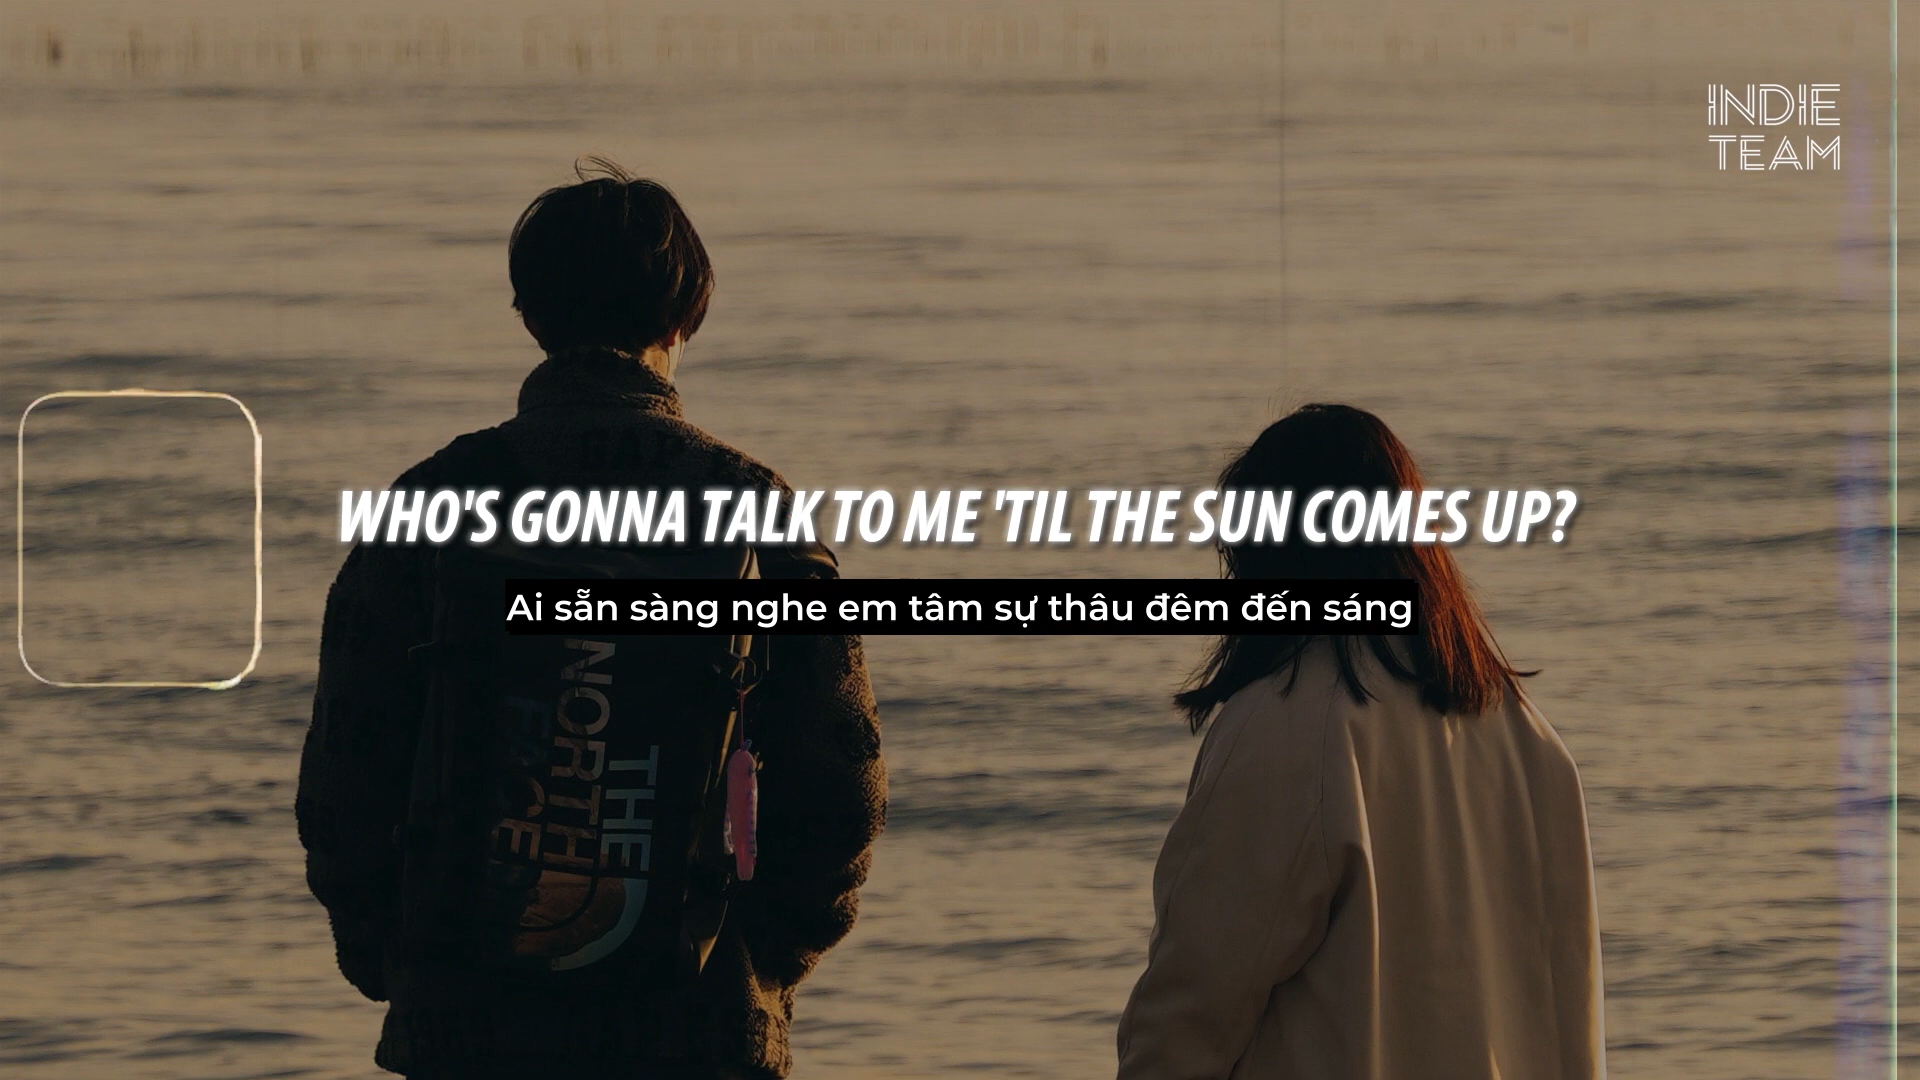 INDIE
TEAM
WHO'S GONNA TALK TO ME 'TIL THE SUN COMES UP?
Ai sẵn sàng nghe em tâm sự thâu đêm đến sáng
THE
NORTH
FACE